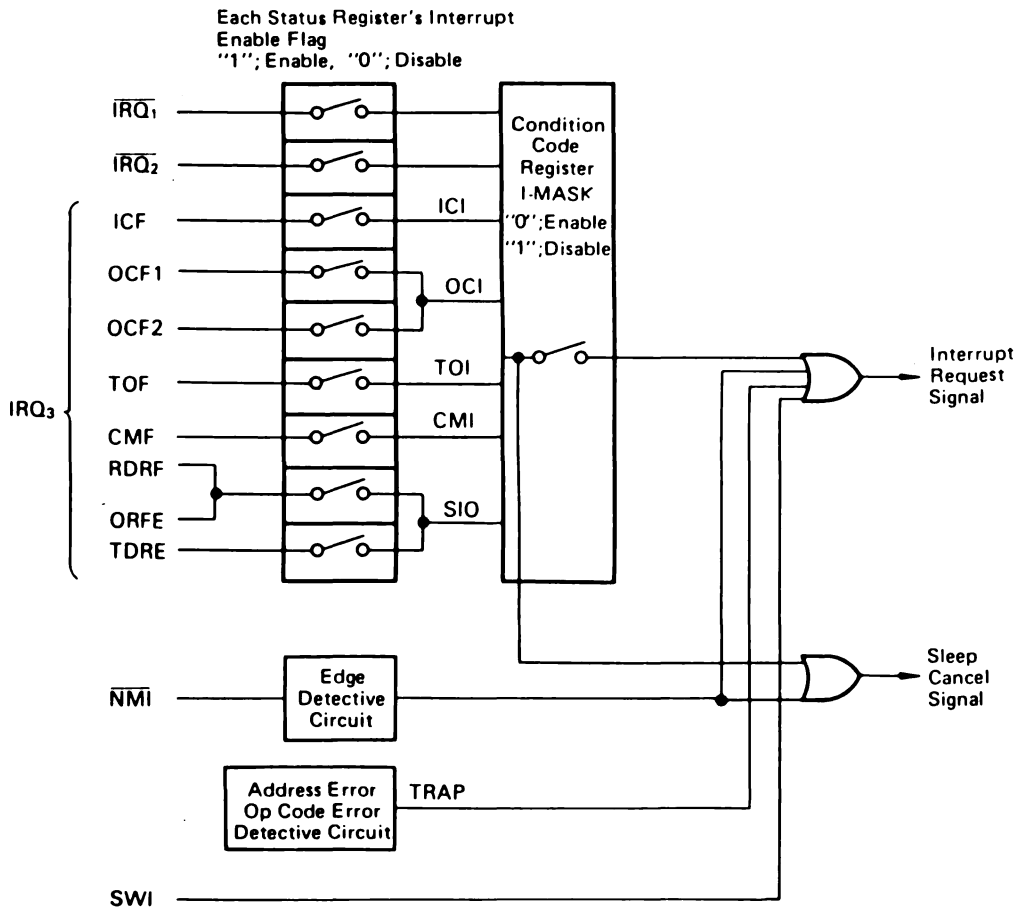 Each Status Register's Interrupt
Enable Flag
"1"; Enable, "0"; Disable
IRQ1
IRQ2
ICF
OCF1
OCF2
TOF
CMF
RDRF
ORFE
TDRE
IRQ3
ICI
OCI
TOI
CMI
SIO
Condition
Code
Register
I-MASK
"0";Enable
"1";Disable
Interrupt
Request
Signal
Sleep
Cancel
Signal
NMI
Edge
Detective
Circuit
Address Error
Op Code Error
Detective Circuit
TRAP
SWI